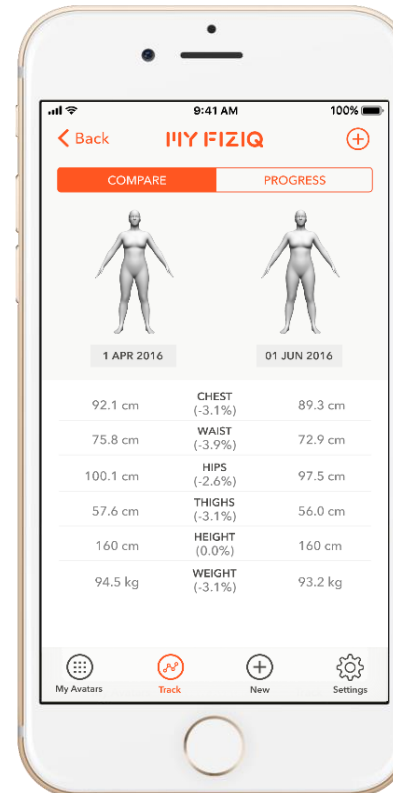 9:41 AM 100%
Back MY FIZIQ
COMPARE PROGRESS
1 APR 2016 01 JUN 2016
92.1 cm CHEST (-3.1%) 89.3 cm
75.8 cm WAIST (-3.9%) 72.9 cm
100.1 cm HIPS (-2.6%) 97.5 cm
57.6 cm THIGHS (-3.1%) 56.0 cm
160 cm HEIGHT (0.0%) 160 cm
94.5 kg WEIGHT (-3.1%) 93.2 kg
My Avatars Track New Settings